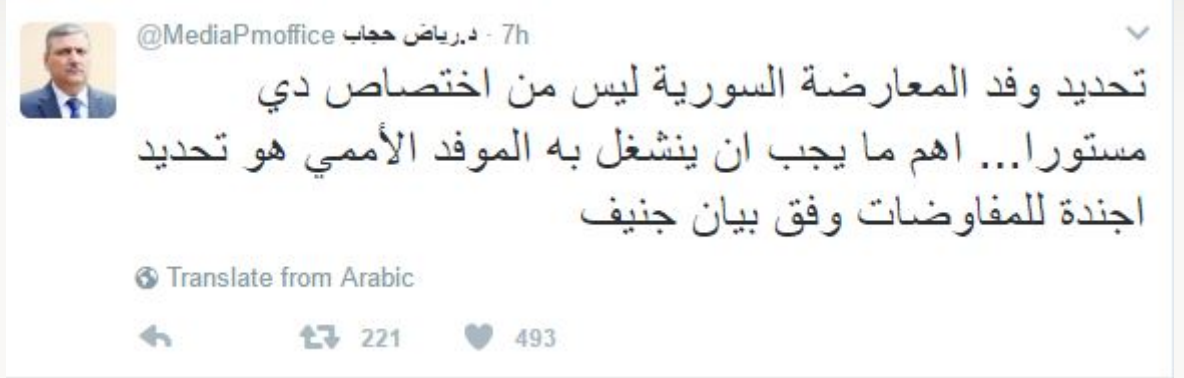 د.رياض حجاب @MediaPmoffice · 7h
تحديد وفد المعارضة السورية ليس من اختصاص دي
مستورا... اهم ما يجب ان ينشغل به الموفد الأممي هو تحديد
اجندة للمفاوضات وفق بيان جنيف
Translate from Arabic
221 493